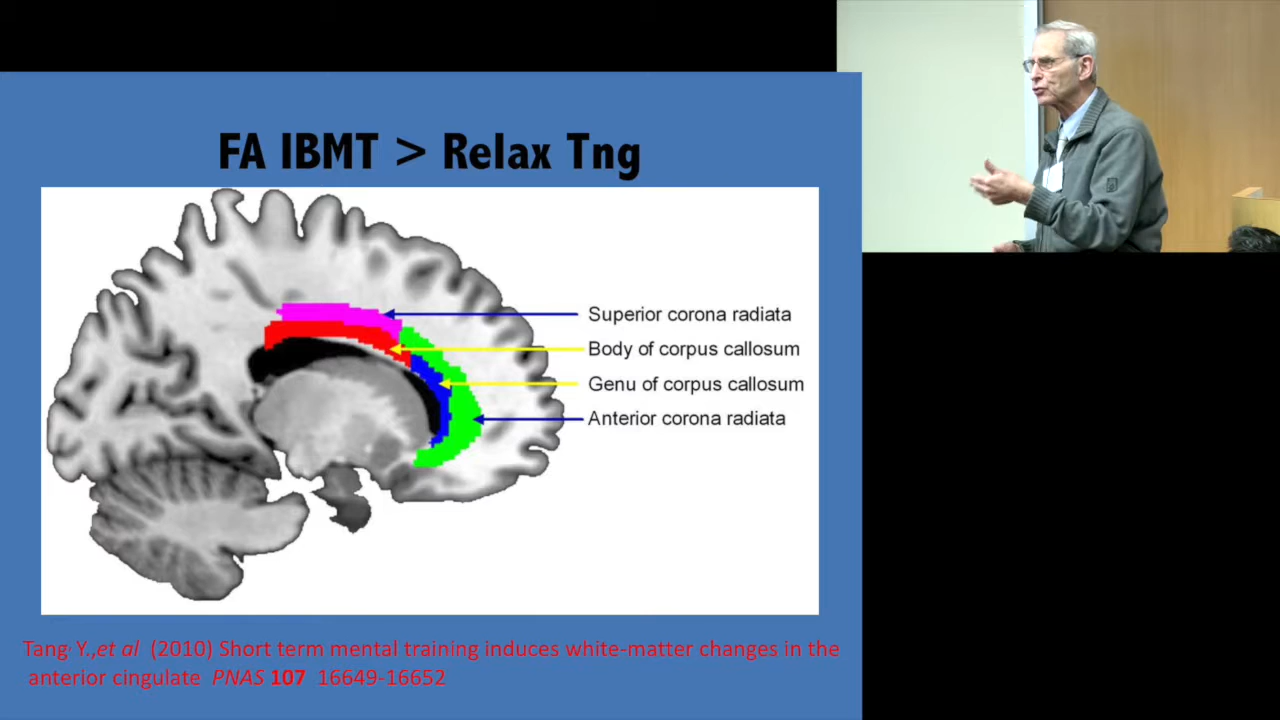 FA IBMT > Relax Tng
Superior corona radiata
Body of corpus callosum
Genu of corpus callosum
Anterior corona radiata
Tang Y.,et al (2010) Short term mental training induces white-matter changes in the
anterior cingulate PNAS 107 16649-16652